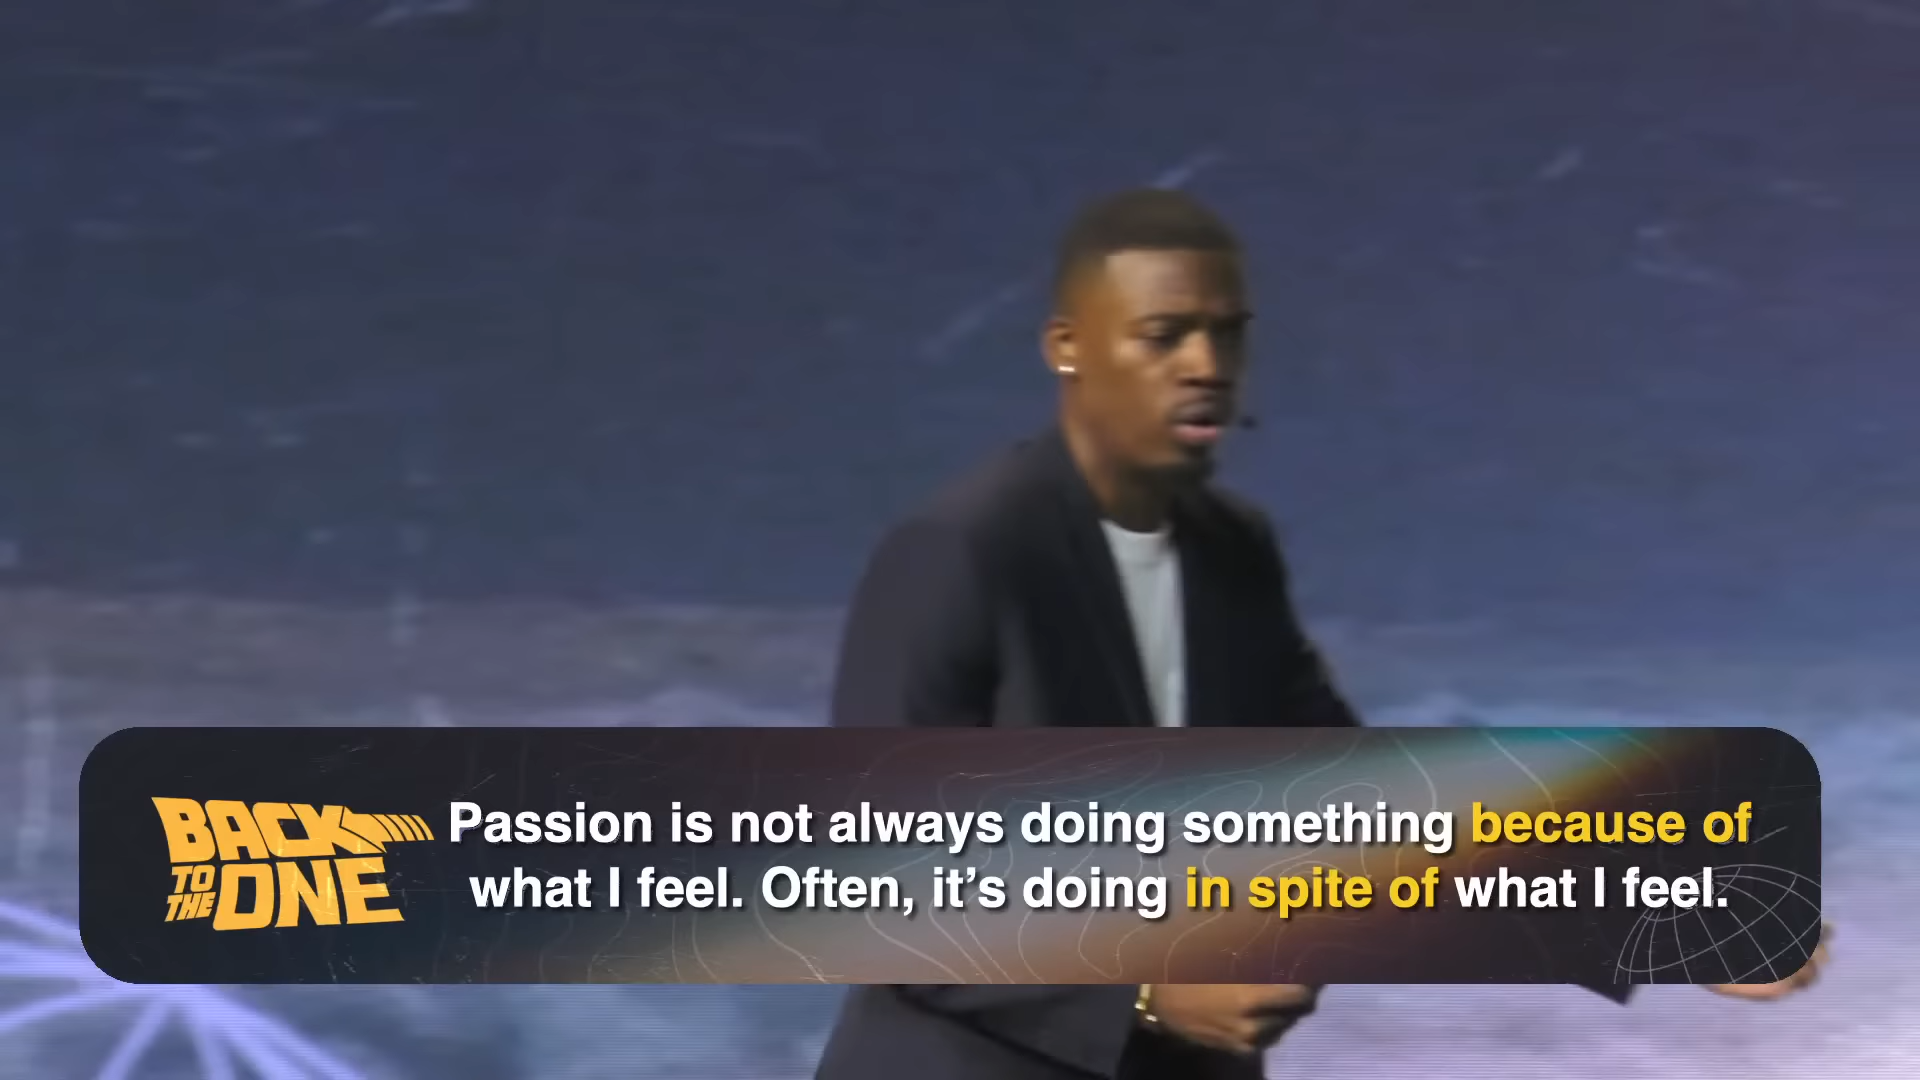 BACK
TO
THE
ONE
Passion is not always doing something because of
what I feel. Often, it’s doing in spite of what I feel.